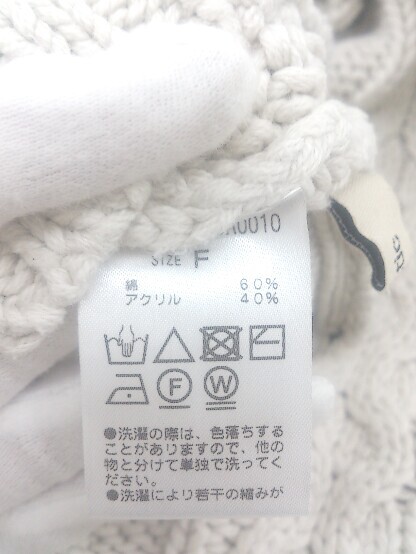 A0010
SIZE F
綿 60%
アクリル 40%
F W
●洗濯の際は、色落ちする
ことがありますので、他の
物と分けて単独で洗ってく
ださい。
●洗濯により若干の縮みが